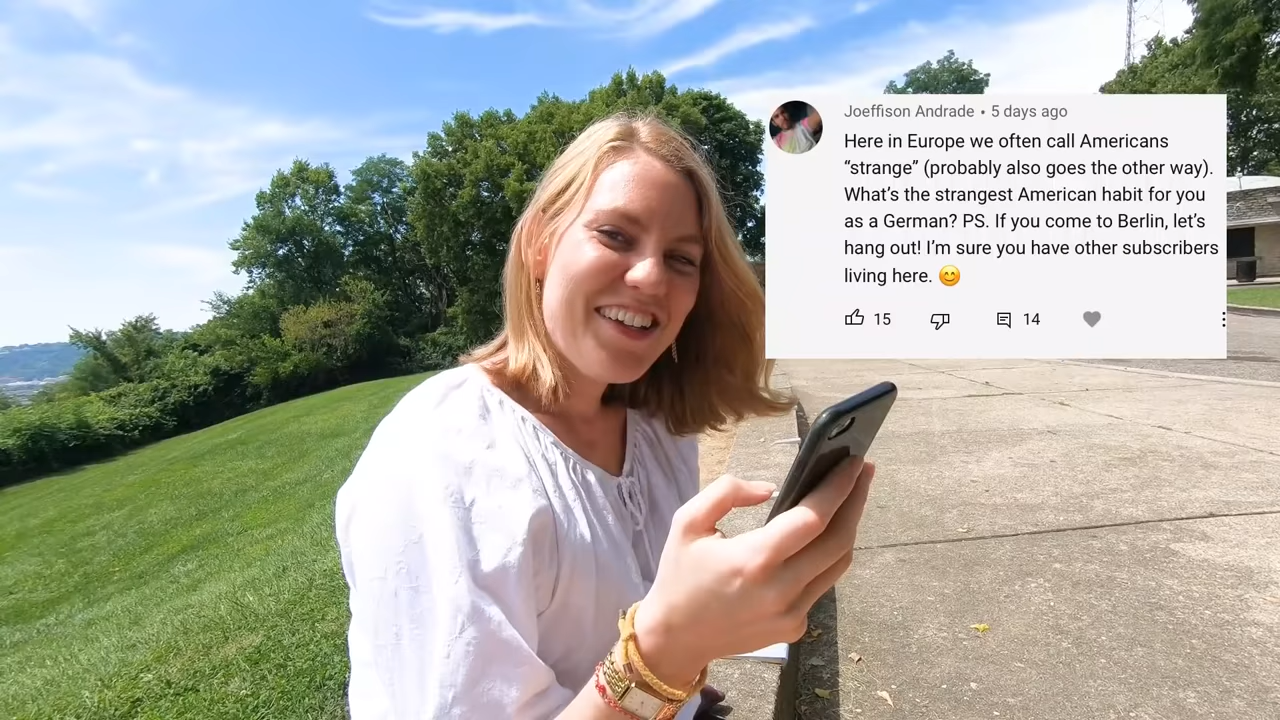 Joeffison Andrade • 5 days ago
Here in Europe we often call Americans
“strange” (probably also goes the other way).
What’s the strangest American habit for you
as a German? PS. If you come to Berlin, let’s
hang out! I’m sure you have other subscribers
living here. 😊
15 14